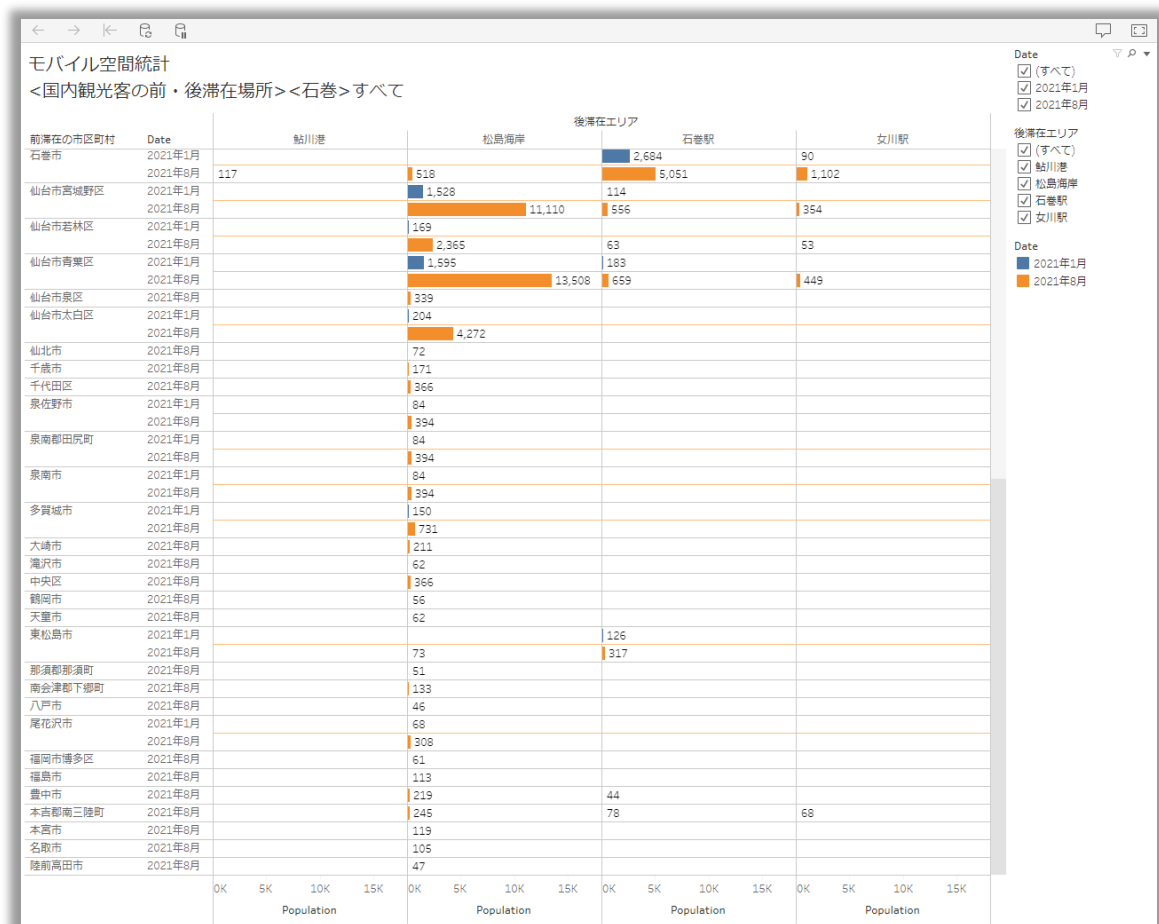 モバイル空間統計
<国内観光客の前・後滞在場所><石巻>すべて
後滞在エリア
前滞在の市区町村 Date 鮎川港 松島海岸 石巻駅 女川駅
石巻市 2021年1月 2,684 90
2021年8月 117 518 5,051 1,102
仙台市宮城野区 2021年1月 1,528 114
2021年8月 11,110 556 354
仙台市若林区 2021年1月 169
2021年8月 2,365 63 53
仙台市青葉区 2021年1月 1,595 183
2021年8月 13,508 659 449
仙台市泉区 2021年8月 339
仙台市太白区 2021年1月 204
2021年8月 4,272
仙北市 2021年8月 72
千歳市 2021年8月 171
千代田区 2021年8月 366
泉佐野市 2021年1月 84
2021年8月 394
泉南郡田尻町 2021年1月 84
2021年8月 394
泉南市 2021年1月 84
2021年8月 394
多賀城市 2021年1月 150
2021年8月 731
大崎市 2021年8月 211
滝沢市 2021年8月 62
中央区 2021年8月 366
鶴岡市 2021年8月 56
天童市 2021年8月 62
東松島市 2021年1月 126
2021年8月 73 317
那須郡那須町 2021年8月 51
南会津郡下郷町 2021年8月 133
八戸市 2021年8月 46
尾花沢市 2021年1月 68
2021年8月 308
福岡市博多区 2021年8月 61
福島市 2021年8月 113
豊中市 2021年8月 219 44
本吉郡南三陸町 2021年8月 245 78 68
本宮市 2021年8月 119
名取市 2021年8月 105
陸前高田市 2021年8月 47
0K 5K 10K 15K 0K 5K 10K 15K 0K 5K 10K 15K 0K 5K 10K 15K
Population Population Population Population
Date
(すべて)
2021年1月
2021年8月
後滞在エリア
(すべて)
鮎川港
松島海岸
石巻駅
女川駅
Date
2021年1月
2021年8月